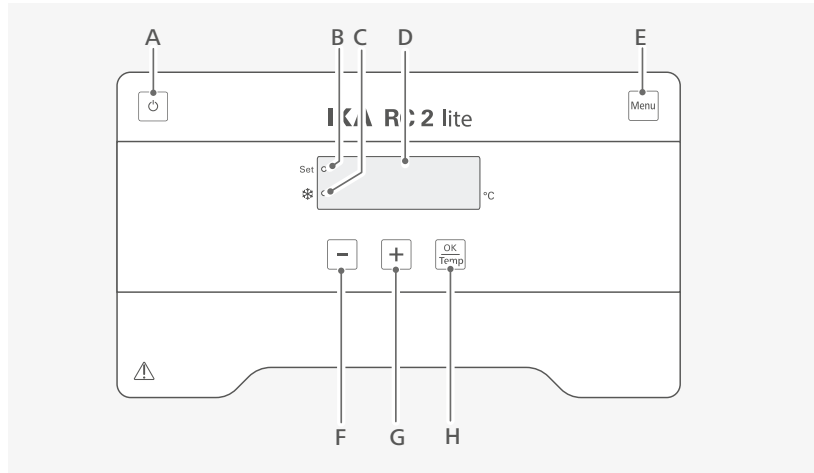 A B C D E
Menu
IKA RC 2 lite
Set
°C
− +
OK
Temp
F G H